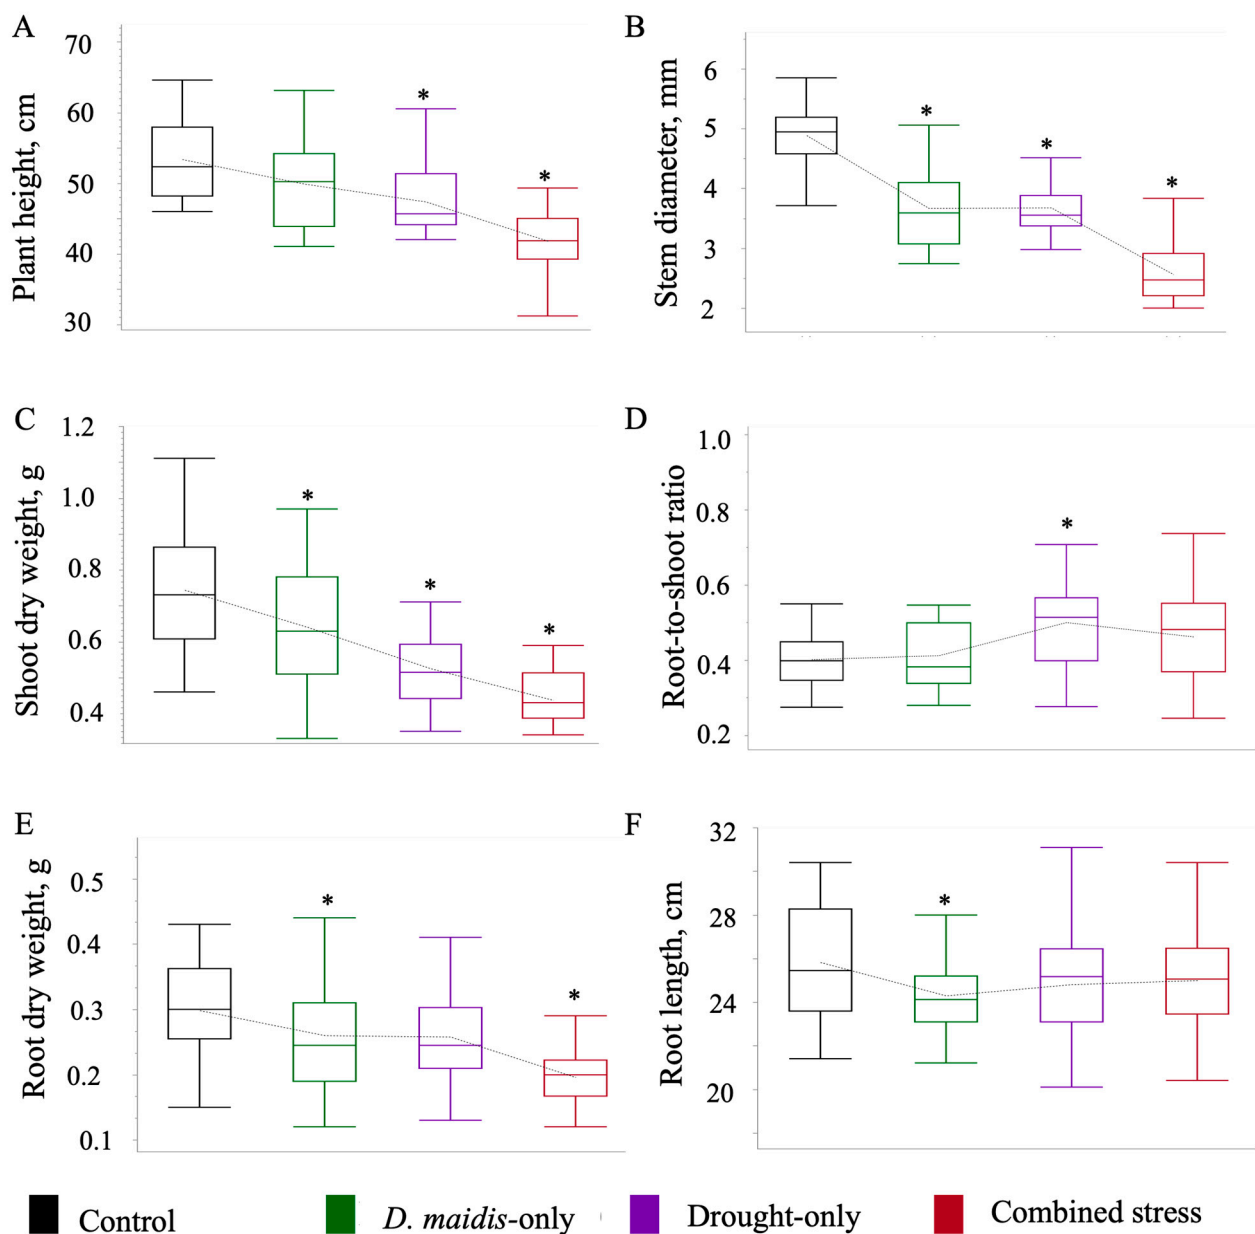 A
Plant height, cm
70
60
50
40
30
*
*
B
Stem diameter, mm
6
5
4
3
2
*
*
*
C
Shoot dry weight, g
1.2
1.0
0.8
0.6
0.4
*
*
*
D
Root-to-shoot ratio
1.0
0.8
0.6
0.4
0.2
*
E
Root dry weight, g
0.5
0.4
0.3
0.2
0.1
*
*
F
Root length, cm
32
28
24
20
*
Control
D. maidis-only
Drought-only
Combined stress